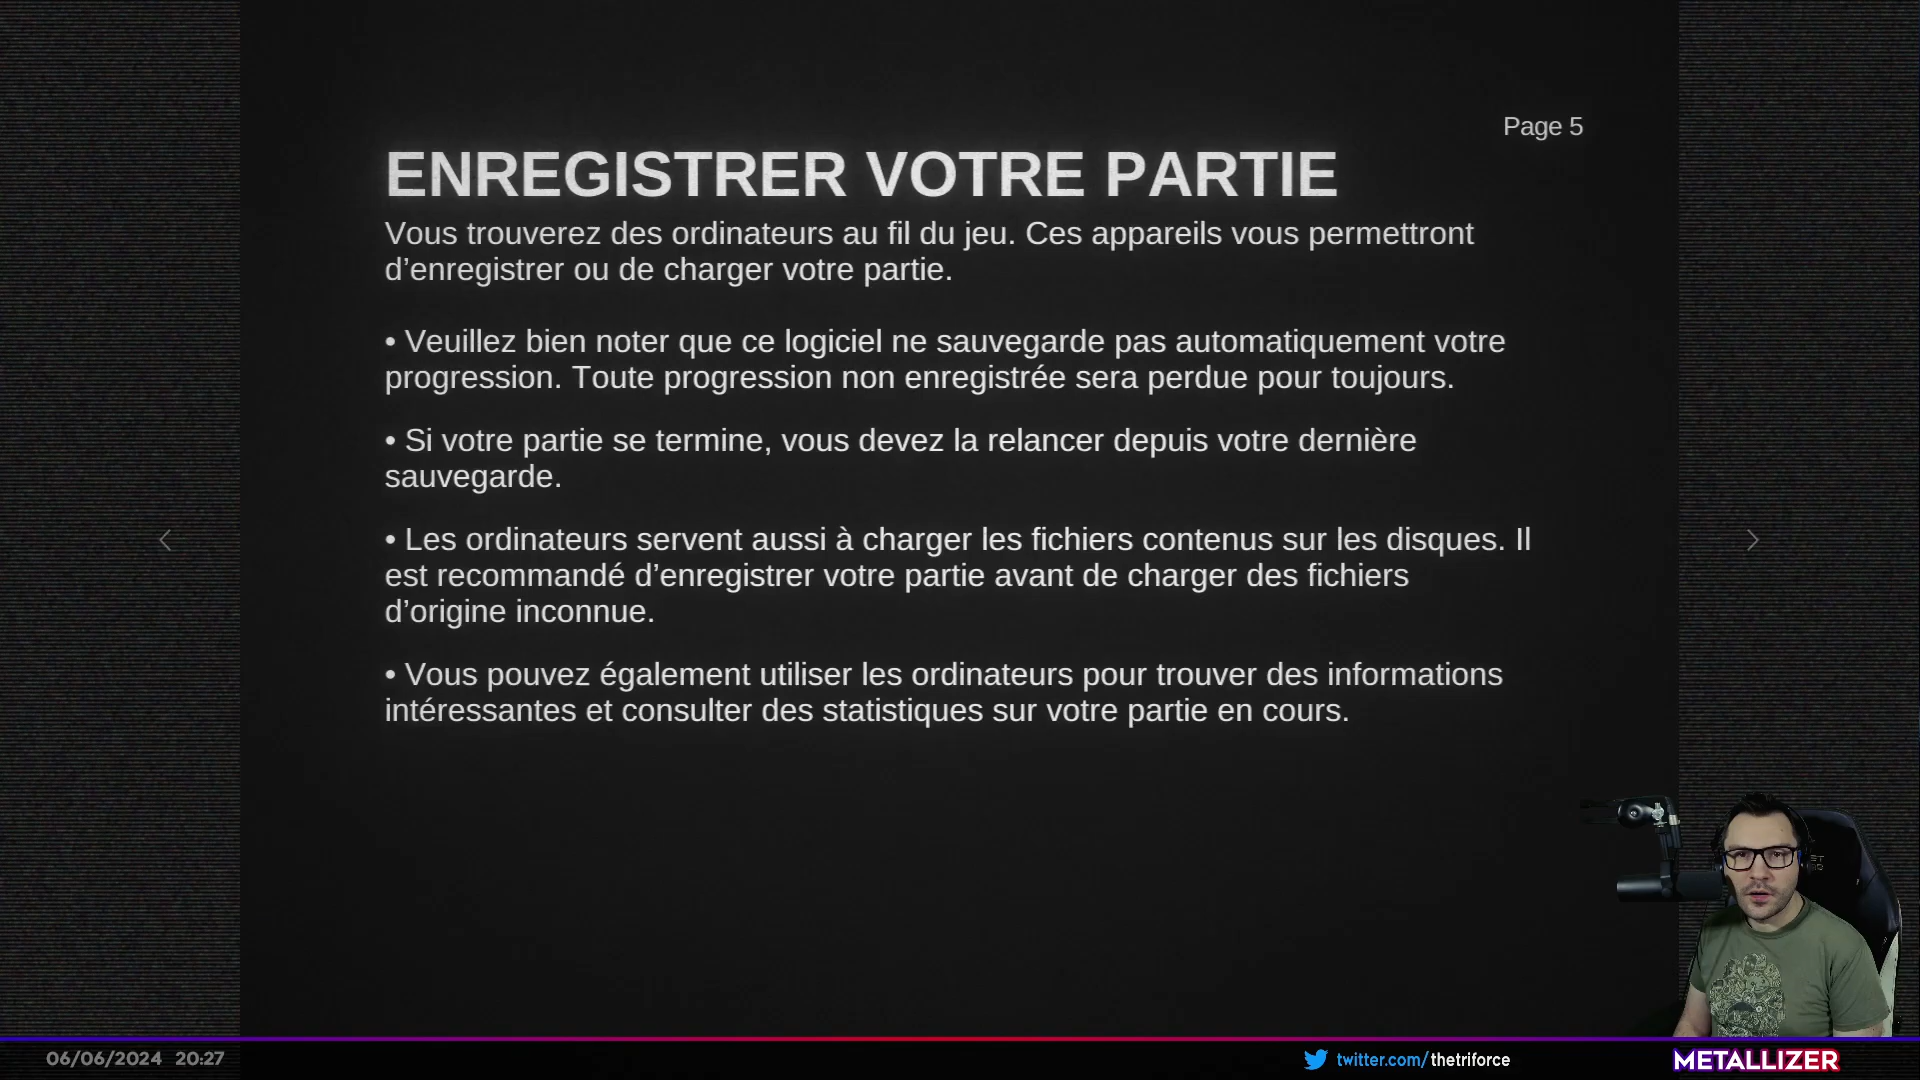 Page 5
ENREGISTRER VOTRE PARTIE
Vous trouverez des ordinateurs au fil du jeu. Ces appareils vous permettront
d’enregistrer ou de charger votre partie.
• Veuillez bien noter que ce logiciel ne sauvegarde pas automatiquement votre
progression. Toute progression non enregistrée sera perdue pour toujours.
• Si votre partie se termine, vous devez la relancer depuis votre dernière
sauvegarde.
• Les ordinateurs servent aussi à charger les fichiers contenus sur les disques. Il
est recommandé d’enregistrer votre partie avant de charger des fichiers
d’origine inconnue.
• Vous pouvez également utiliser les ordinateurs pour trouver des informations
intéressantes et consulter des statistiques sur votre partie en cours.
06/06/2024 20:27
twitter.com/thetriforce
METALLIZER